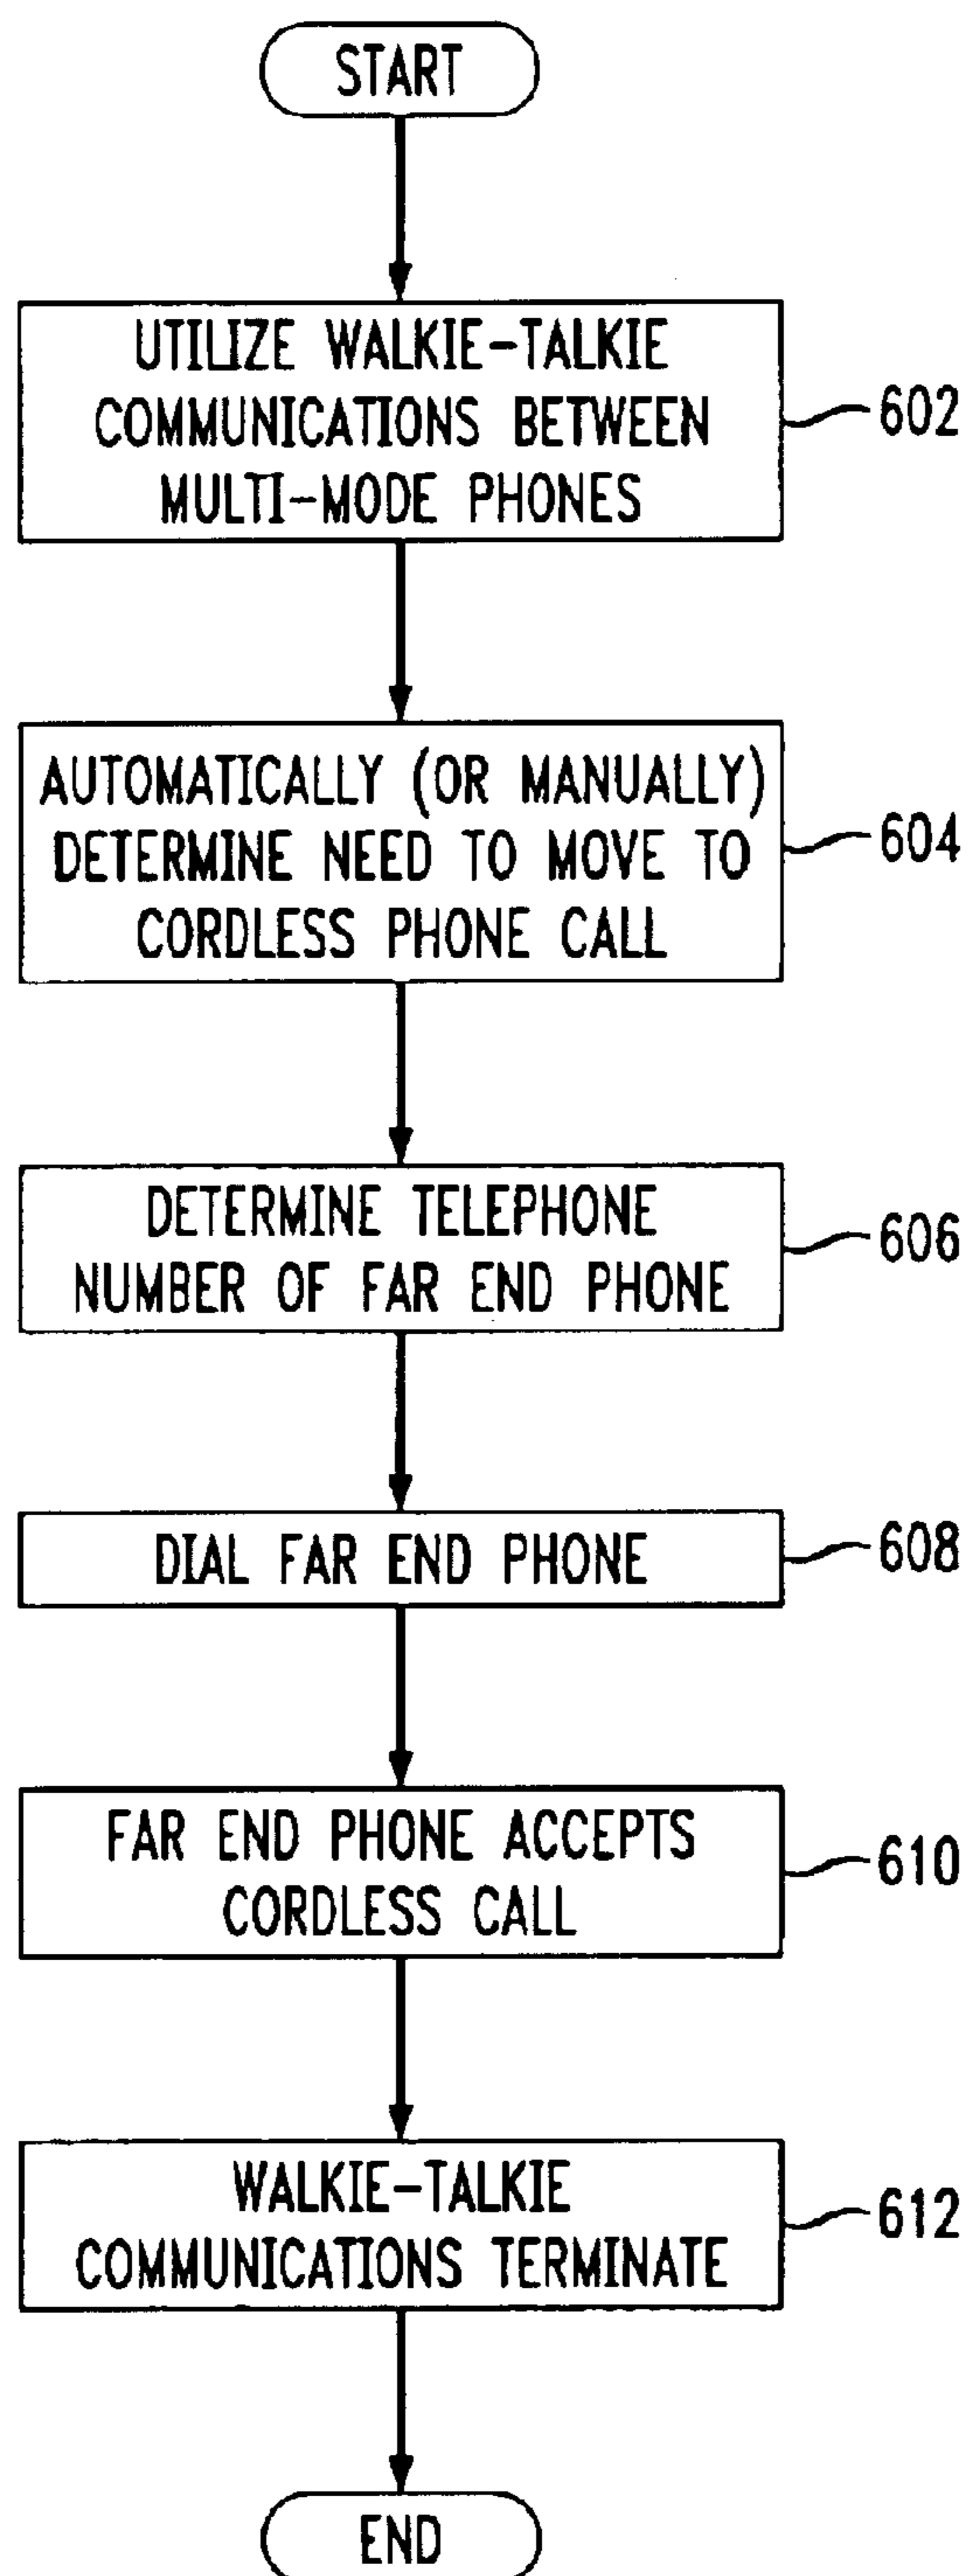 START
UTILIZE WALKIE-TALKIE
COMMUNICATIONS BETWEEN
MULTI-MODE PHONES
602
AUTOMATICALLY (OR MANUALLY)
DETERMINE NEED TO MOVE TO
CORDLESS PHONE CALL
604
DETERMINE TELEPHONE
NUMBER OF FAR END PHONE
606
DIAL FAR END PHONE
608
FAR END PHONE ACCEPTS
CORDLESS CALL
610
WALKIE-TALKIE
COMMUNICATIONS TERMINATE
612
END